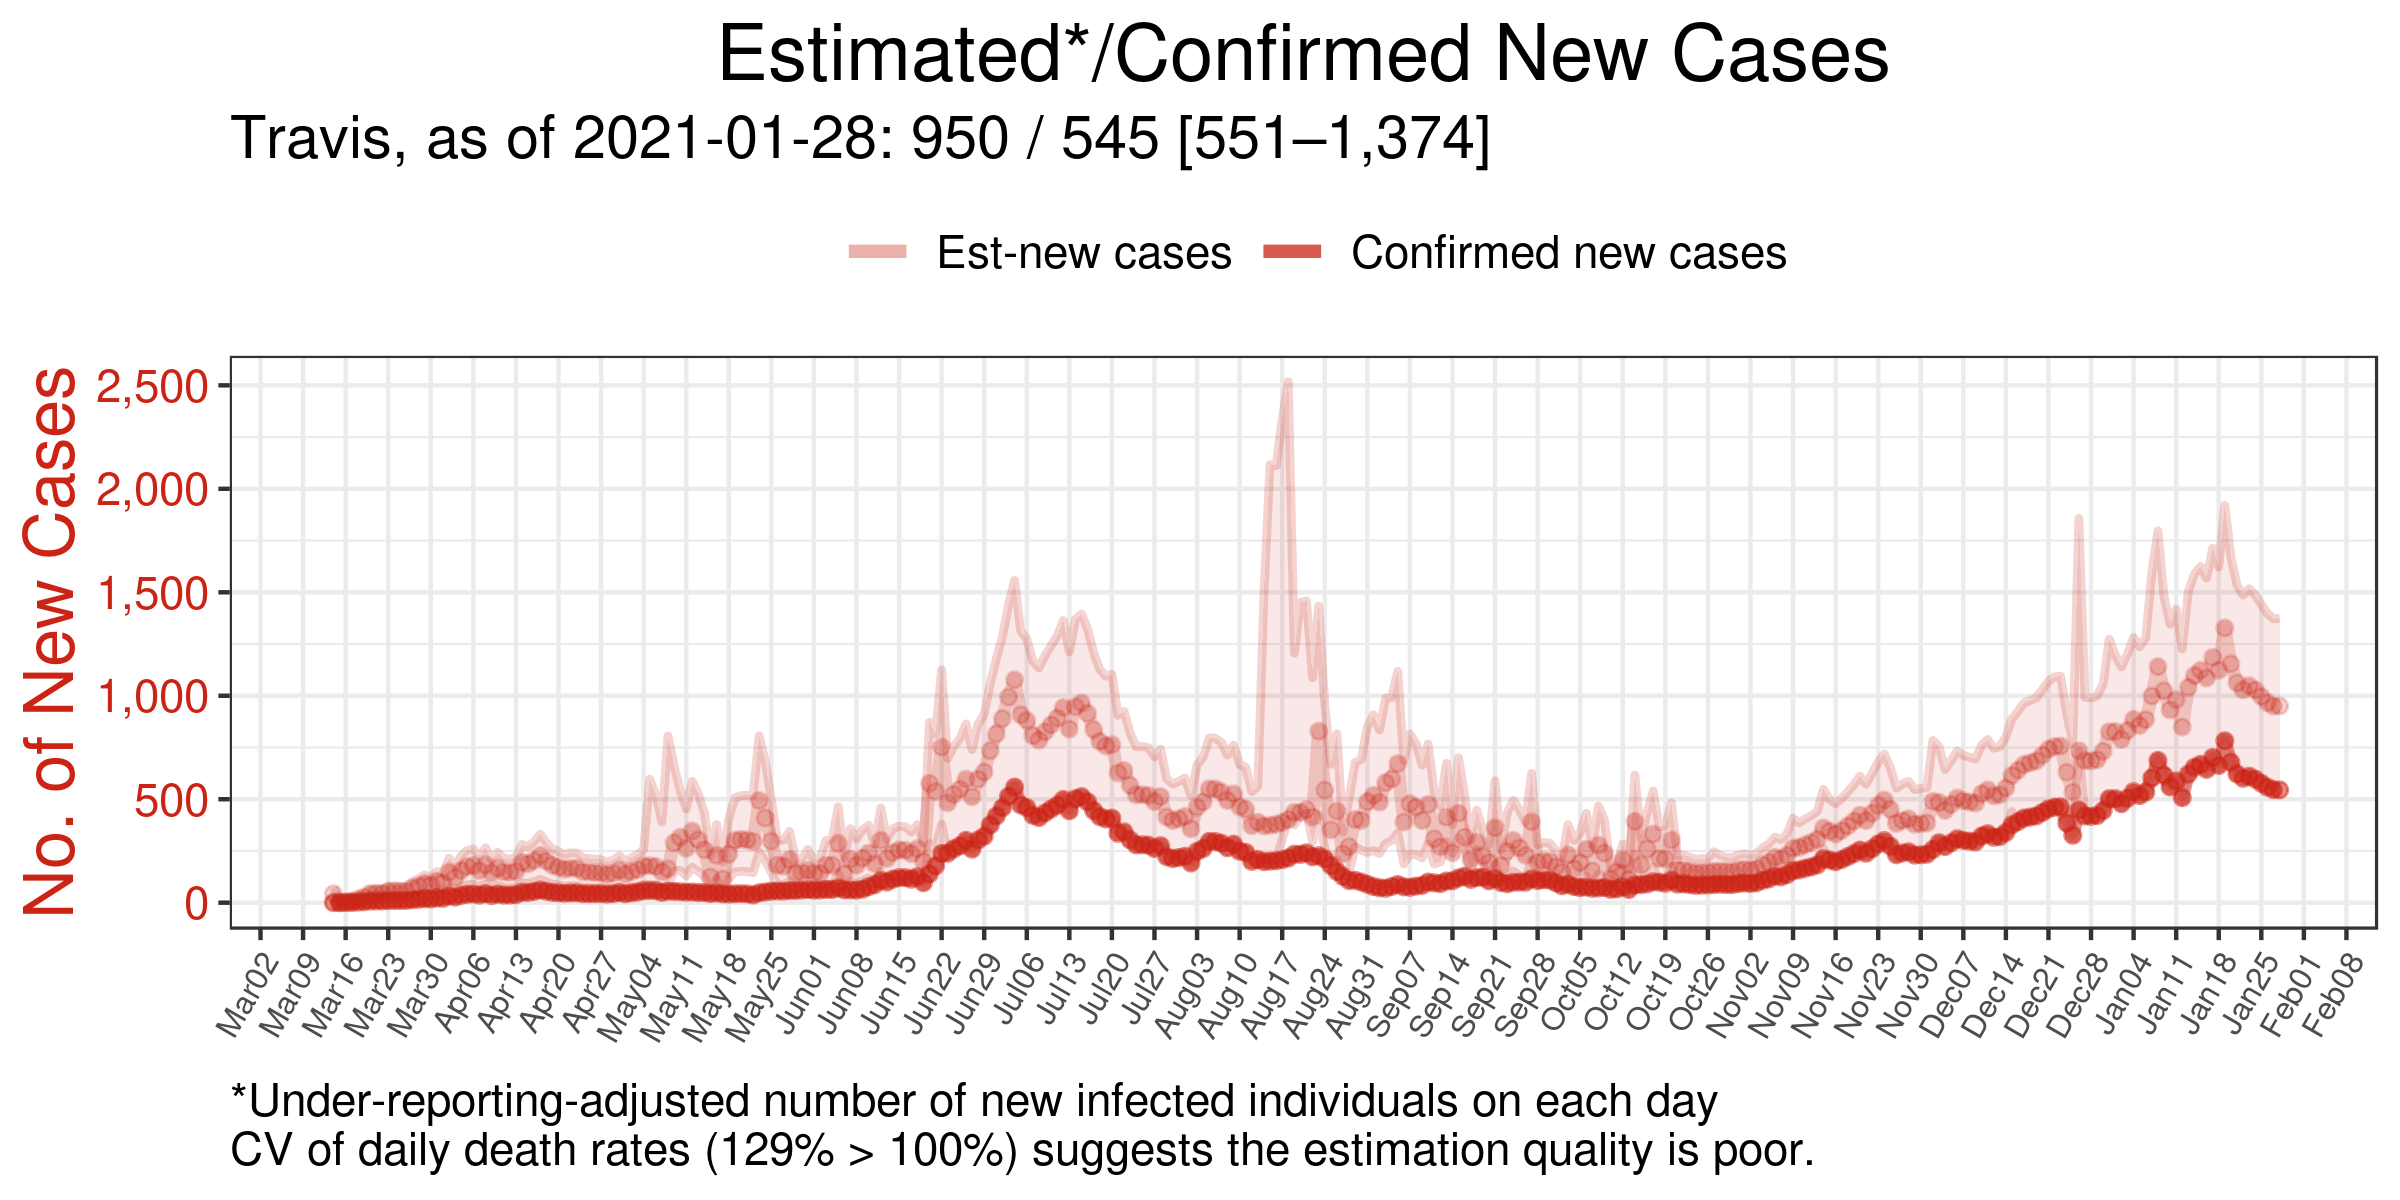 Estimated*/Confirmed New Cases
Travis, as of 2021-01-28: 950 / 545 [551–1,374]
Est-new cases
Confirmed new cases
No. of New Cases
2,500
2,000
1,500
1,000
500
0
Mar02
Mar09
Mar16
Mar23
Mar30
Apr06
Apr13
Apr20
Apr27
May04
May11
May18
May25
Jun01
Jun08
Jun15
Jun22
Jun29
Jul06
Jul13
Jul20
Jul27
Aug03
Aug10
Aug17
Aug24
Aug31
Sep07
Sep14
Sep21
Sep28
Oct05
Oct12
Oct19
Oct26
Nov02
Nov09
Nov16
Nov23
Nov30
Dec07
Dec14
Dec21
Dec28
Jan04
Jan11
Jan18
Jan25
Feb01
Feb08
*Under-reporting-adjusted number of new infected individuals on each day
CV of daily death rates (129% > 100%) suggests the estimation quality is poor.